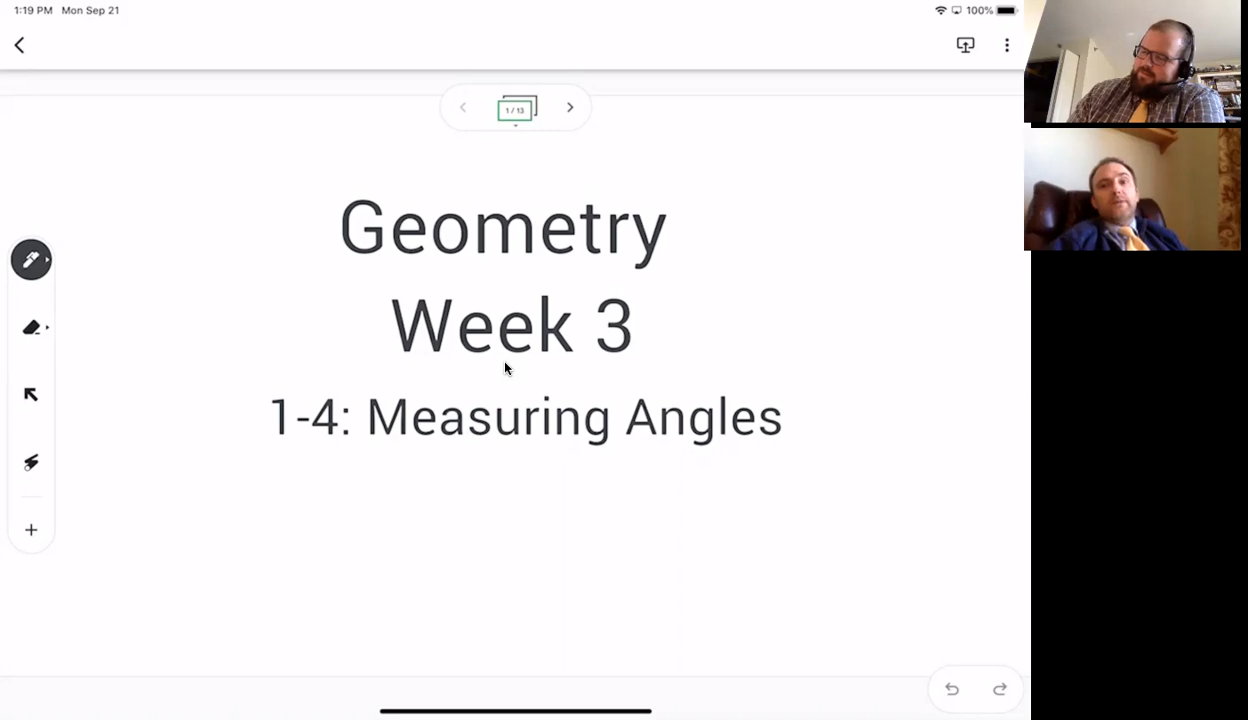 1:19 PM Mon Sep 21
100%
1 / 13
Geometry
Week 3
1-4: Measuring Angles